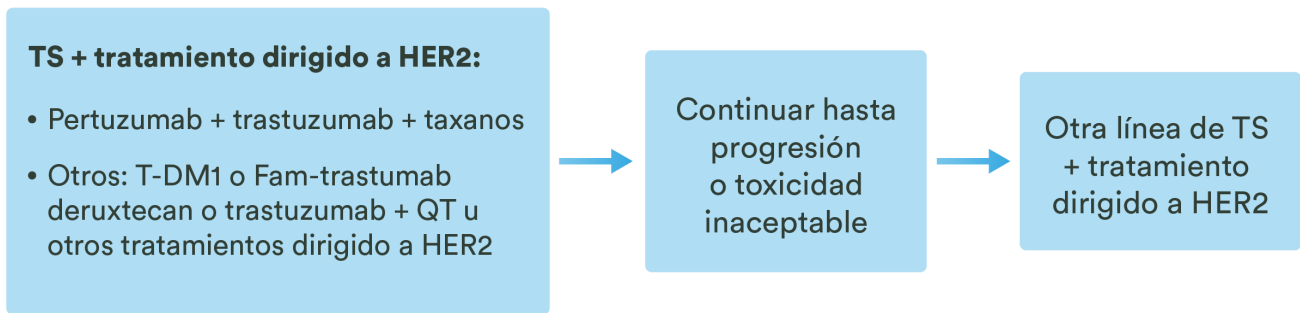 TS + tratamiento dirigido a HER2:
• Pertuzumab + trastuzumab + taxanos
• Otros: T-DM1 o Fam-trastumab
deruxtecan o trastuzumab + QT u
otros tratamientos dirigido a HER2
Continuar hasta
progresión
o toxicidad
inaceptable
Otra línea de TS
+ tratamiento
dirigido a HER2